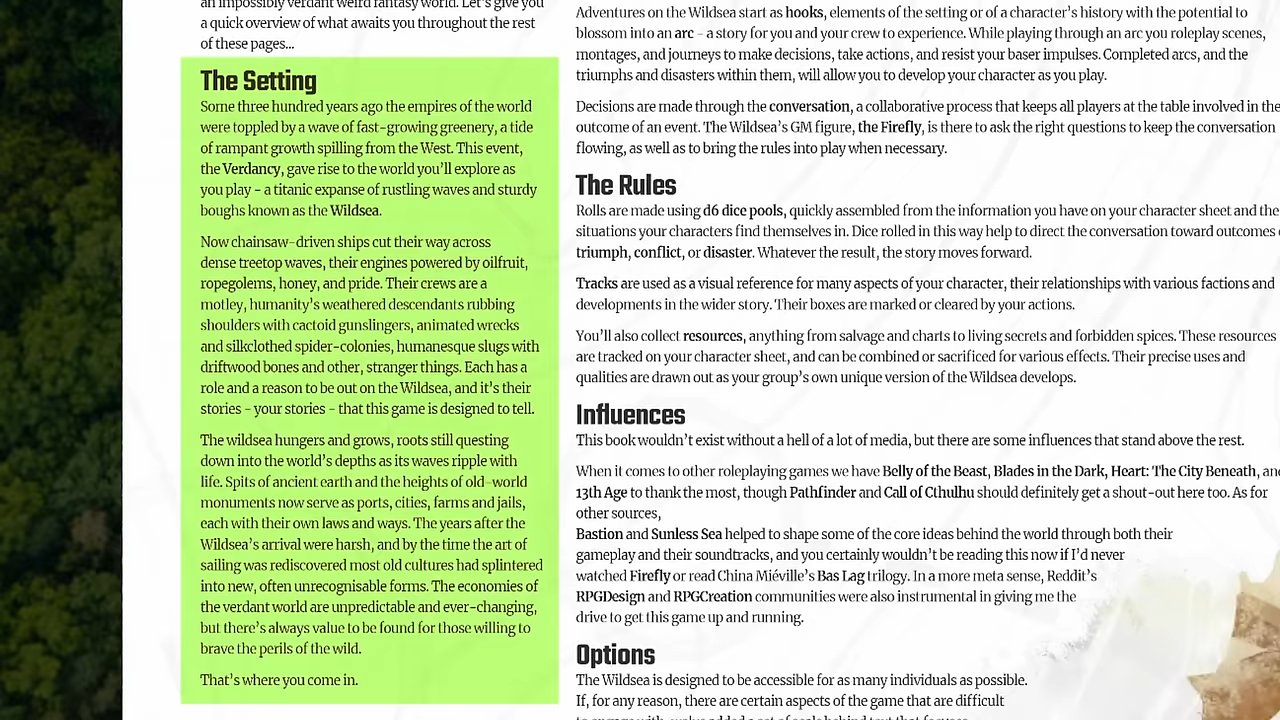 an impossibly verdant weird fantasy world. Let's give you
a quick overview of what awaits you throughout the rest
of these pages...
The Setting
Some three hundred years ago the empires of the world
were toppled by a wave of fast-growing greenery, a tide
of rampant growth spilling from the West. This event,
the Verdancy, gave rise to the world you'll explore as
you play - a titanic expanse of rustling waves and sturdy
boughs known as the Wildsea.
Now chainsaw-driven ships cut their way across
dense treetop waves, their engines powered by oilfruit,
ropegolems, honey, and pride. Their crews are a
motley, humanity's weathered descendants rubbing
shoulders with cactoid gunslingers, animated wrecks
and silkclothed spider-colonies, humanesque slugs with
driftwood bones and other, stranger things. Each has a
role and a reason to be out on the Wildsea, and it's their
stories - your stories - that this game is designed to tell.
The wildsea hungers and grows, roots still questing
down into the world's depths as its waves ripple with
life. Spits of ancient earth and the heights of old-world
monuments now serve as ports, cities, farms and jails,
each with their own laws and ways. The years after the
Wildsea's arrival were harsh, and by the time the art of
sailing was rediscovered most old cultures had splintered
into new, often unrecognisable forms. The economies of
the verdant world are unpredictable and ever-changing,
but there's always value to be found for those willing to
brave the perils of the wild.
That's where you come in.
Adventures on the Wildsea start as hooks, elements of the setting or of a character's history with the potential to
blossom into an arc - a story for you and your crew to experience. While playing through an arc you roleplay scenes,
montages, and journeys to make decisions, take actions, and resist your baser impulses. Completed arcs, and the
triumphs and disasters within them, will allow you to develop your character as you play.
Decisions are made through the conversation, a collaborative process that keeps all players at the table involved in the
outcome of an event. The Wildsea's GM figure, the Firefly, is there to ask the right questions to keep the conversation
flowing, as well as to bring the rules into play when necessary.
The Rules
Rolls are made using d6 dice pools, quickly assembled from the information you have on your character sheet and the
situations your characters find themselves in. Dice rolled in this way help to direct the conversation toward outcomes
triumph, conflict, or disaster. Whatever the result, the story moves forward.
Tracks are used as a visual reference for many aspects of your character, their relationships with various factions and
developments in the wider story. Their boxes are marked or cleared by your actions.
You'll also collect resources, anything from salvage and charts to living secrets and forbidden spices. These resources
are tracked on your character sheet, and can be combined or sacrificed for various effects. Their precise uses and
qualities are drawn out as your group's own unique version of the Wildsea develops.
Influences
This book wouldn't exist without a hell of a lot of media, but there are some influences that stand above the rest.
When it comes to other roleplaying games we have Belly of the Beast, Blades in the Dark, Heart: The City Beneath,
13th Age to thank the most, though Pathfinder and Call of Cthulhu should definitely get a shout-out here too. As for
other sources,
Bastion and Sunless Sea helped to shape some of the core ideas behind the world through both their
gameplay and their soundtracks, and you certainly wouldn't be reading this now if I'd never
watched Firefly or read China Miéville's Bas Lag trilogy. In a more meta sense, Reddit's
RPGDesign and RPGCreation communities were also instrumental in giving me the
drive to get this game up and running.
Options
The Wildsea is designed to be accessible for as many individuals as possible.
If, for any reason, there are certain aspects of the game that are difficult